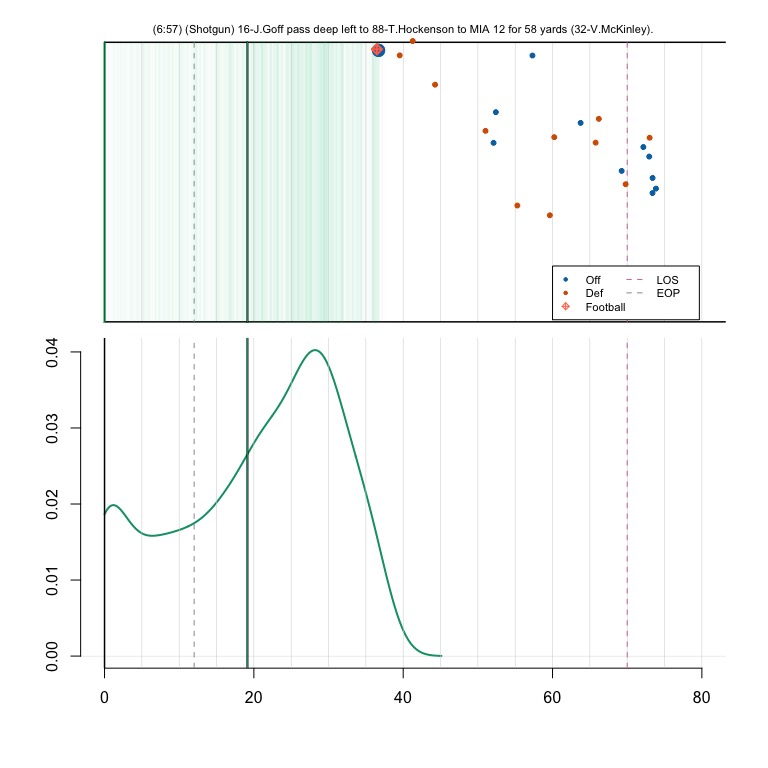 (6:57) (Shotgun) 16-J.Goff pass deep left to 88-T.Hockenson to MIA 12 for 58 yards (32-V.McKinley).
Off LOS
Def EOP
Football
0.04
0.03
0.02
0.01
0.00
0 20 40 60 80